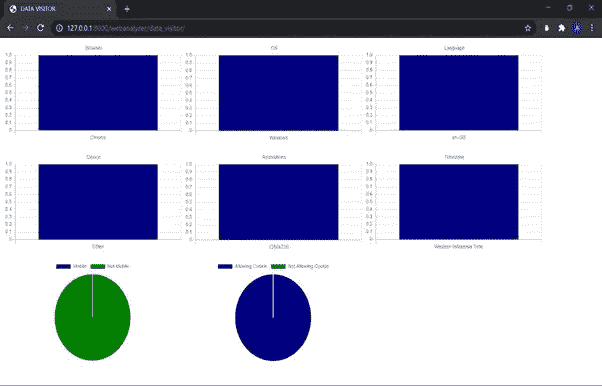 DATA VISITOR
127.0.0.1:8000/webanalyzer/data_visitor/
Browser OS Language
1.0 1.0 1.0
0.9 0.9 0.9
0.8 0.8 0.8
0.7 0.7 0.7
0.6 0.6 0.6
0.5 0.5 0.5
0.4 0.4 0.4
0.3 0.3 0.3
0.2 0.2 0.2
0.1 0.1 0.1
0 0 0
Chrome Windows en-GB
Device Resolutions Timezone
1.0 1.0 1.0
0.9 0.9 0.9
0.8 0.8 0.8
0.7 0.7 0.7
0.6 0.6 0.6
0.5 0.5 0.5
0.4 0.4 0.4
0.3 0.3 0.3
0.2 0.2 0.2
0.1 0.1 0.1
0 0 0
Other Western Indonesia Time
Mobile Not Mobile Allowing Cookie Not Allowing Cookie